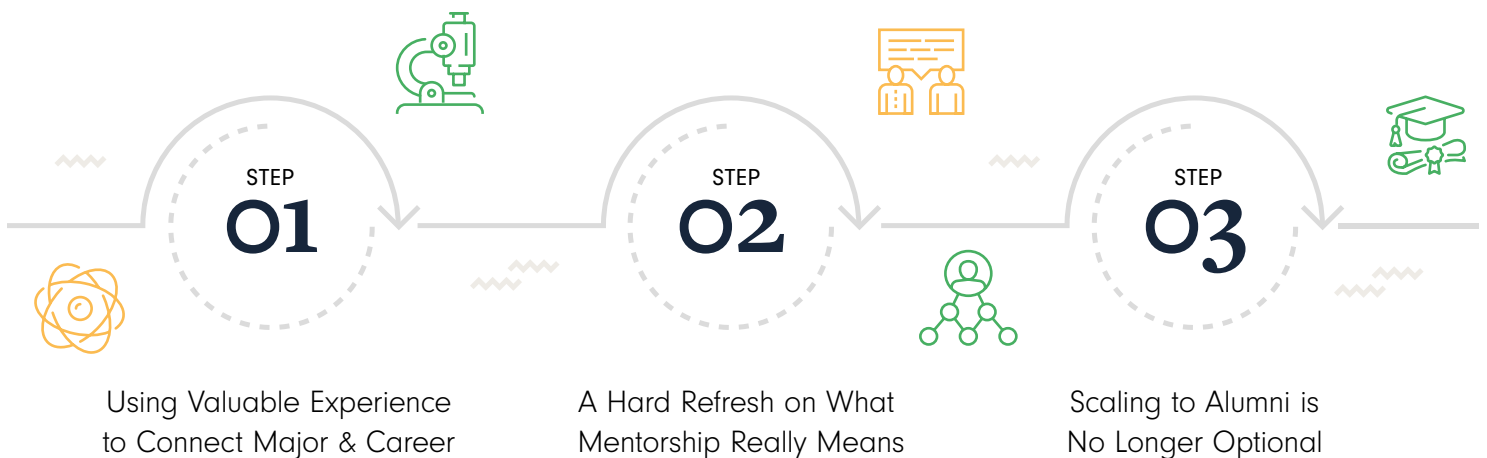 STEP
01
Using Valuable Experience
to Connect Major & Career
STEP
02
A Hard Refresh on What
Mentorship Really Means
STEP
03
Scaling to Alumni is
No Longer Optional